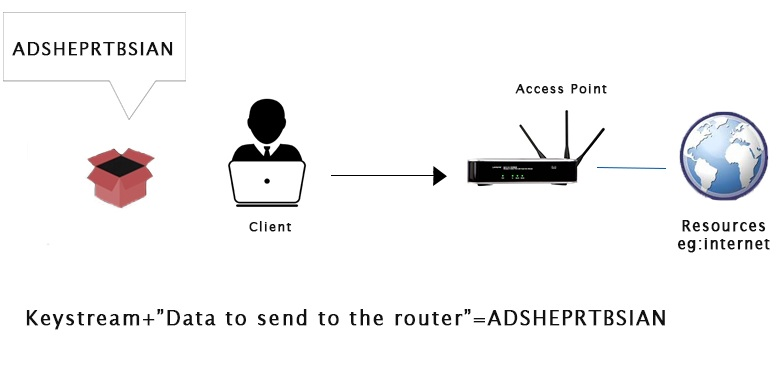 ADSHEPRTBSIAN
Access Point
Client
Resources
eg:internet
Keystream+”Data to send to the router”=ADSHEPRTBSIAN